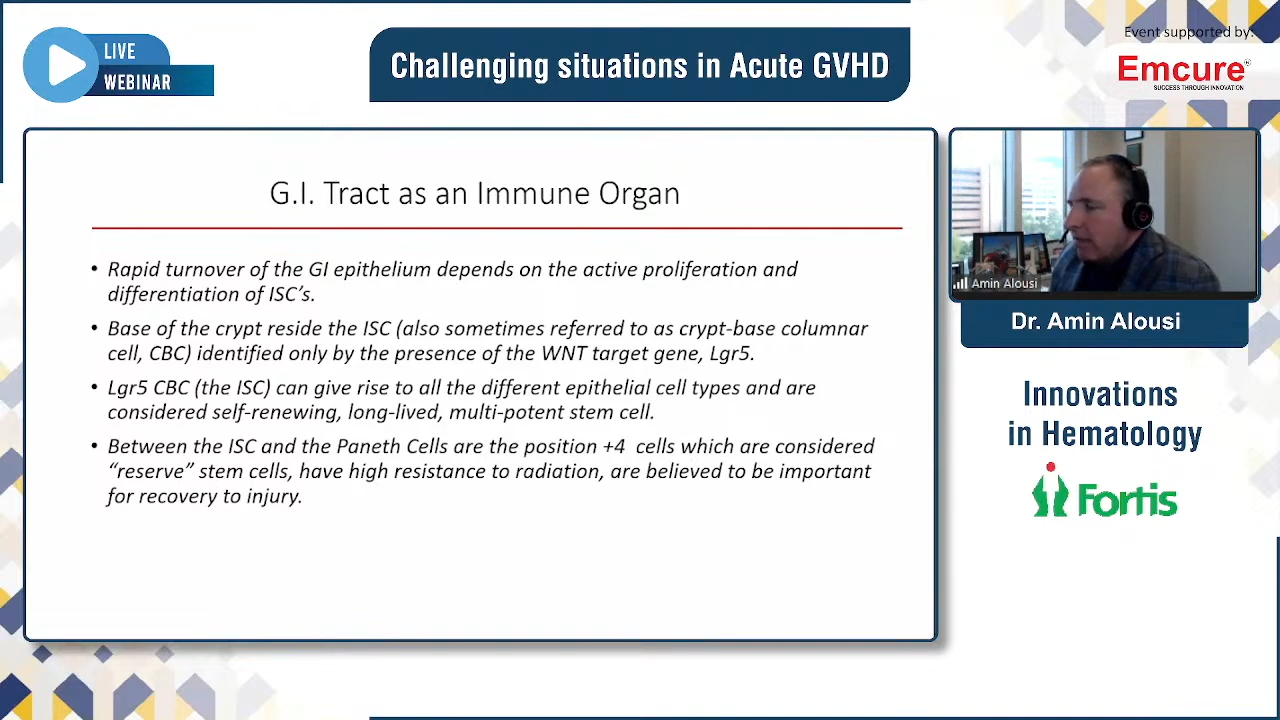 LIVE
WEBINAR
Challenging situations in Acute GVHD
Event supported by:
Emcure®
SUCCESS THROUGH INNOVATION
G.I. Tract as an Immune Organ
• Rapid turnover of the GI epithelium depends on the active proliferation and
differentiation of ISC's.
• Base of the crypt reside the ISC (also sometimes referred to as crypt-base columnar
cell, CBC) identified only by the presence of the WNT target gene, Lgr5.
• Lgr5 CBC (the ISC) can give rise to all the different epithelial cell types and are
considered self-renewing, long-lived, multi-potent stem cell.
• Between the ISC and the Paneth Cells are the position +4 cells which are considered
“reserve” stem cells, have high resistance to radiation, are believed to be important
for recovery to injury.
Amin Alousi
Dr. Amin Alousi
Innovations
in Hematology
Fortis